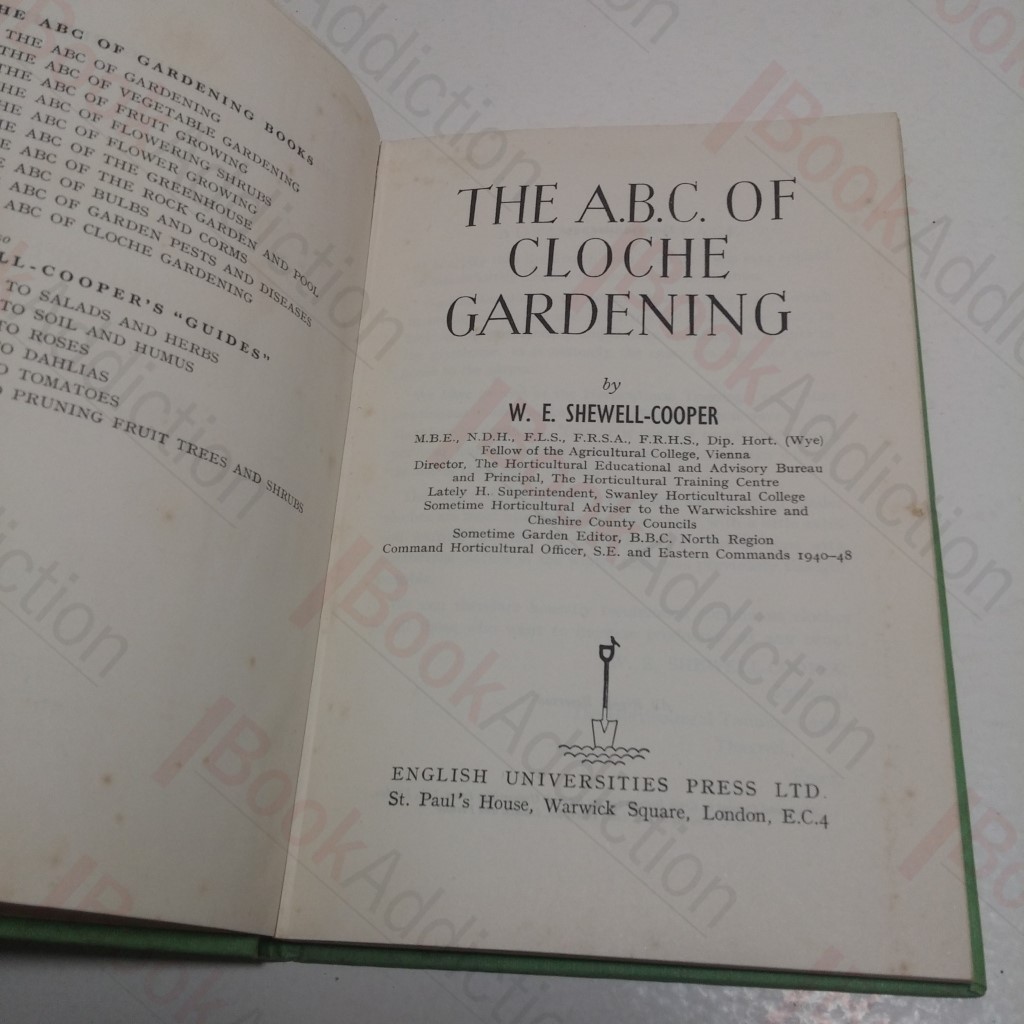 HE ABC OF GARDENING BOOKS
THE ABC OF GARDENING
THE ABC OF VEGETABLE GARDENING
THE ABC OF FRUIT GROWING
HE ABC OF FLOWERING SHRUBS
HE ABC OF FLOWER GROWING
E ABC OF THE GREENHOUSE
E ABC OF THE ROCK GARDEN AND POOL
ABC OF BULBS AND CORMS
ABC OF GARDEN PESTS AND DISEASES
ABC OF CLOCHE GARDENING
so
LL-COOPER'S "GUIDES"
TO SALADS AND HERBS
TO SOIL AND HUMUS
TO ROSES
O DAHLIAS
O TOMATOES
PRUNING FRUIT TREES AND SHRUBS
THE A.B.C. OF
CLOCHE
GARDENING
by
W. E. SHEWELL-COOPER
M.B.E., N.D.H., F.L.S., F.R.S.A., F.R.H.S., Dip. Hort. (Wye)
Fellow of the Agricultural College, Vienna
Director, The Horticultural Educational and Advisory Bureau
and Principal, The Horticultural Training Centre
Lately H. Superintendent, Swanley Horticultural College
Sometime Horticultural Adviser to the Warwickshire and
Cheshire County Councils
Sometime Garden Editor, B.B.C. North Region
Command Horticultural Officer, S.E. and Eastern Commands 1940–48
ENGLISH UNIVERSITIES PRESS LTD.
St. Paul's House, Warwick Square, London, E.C.4
BookAddiction